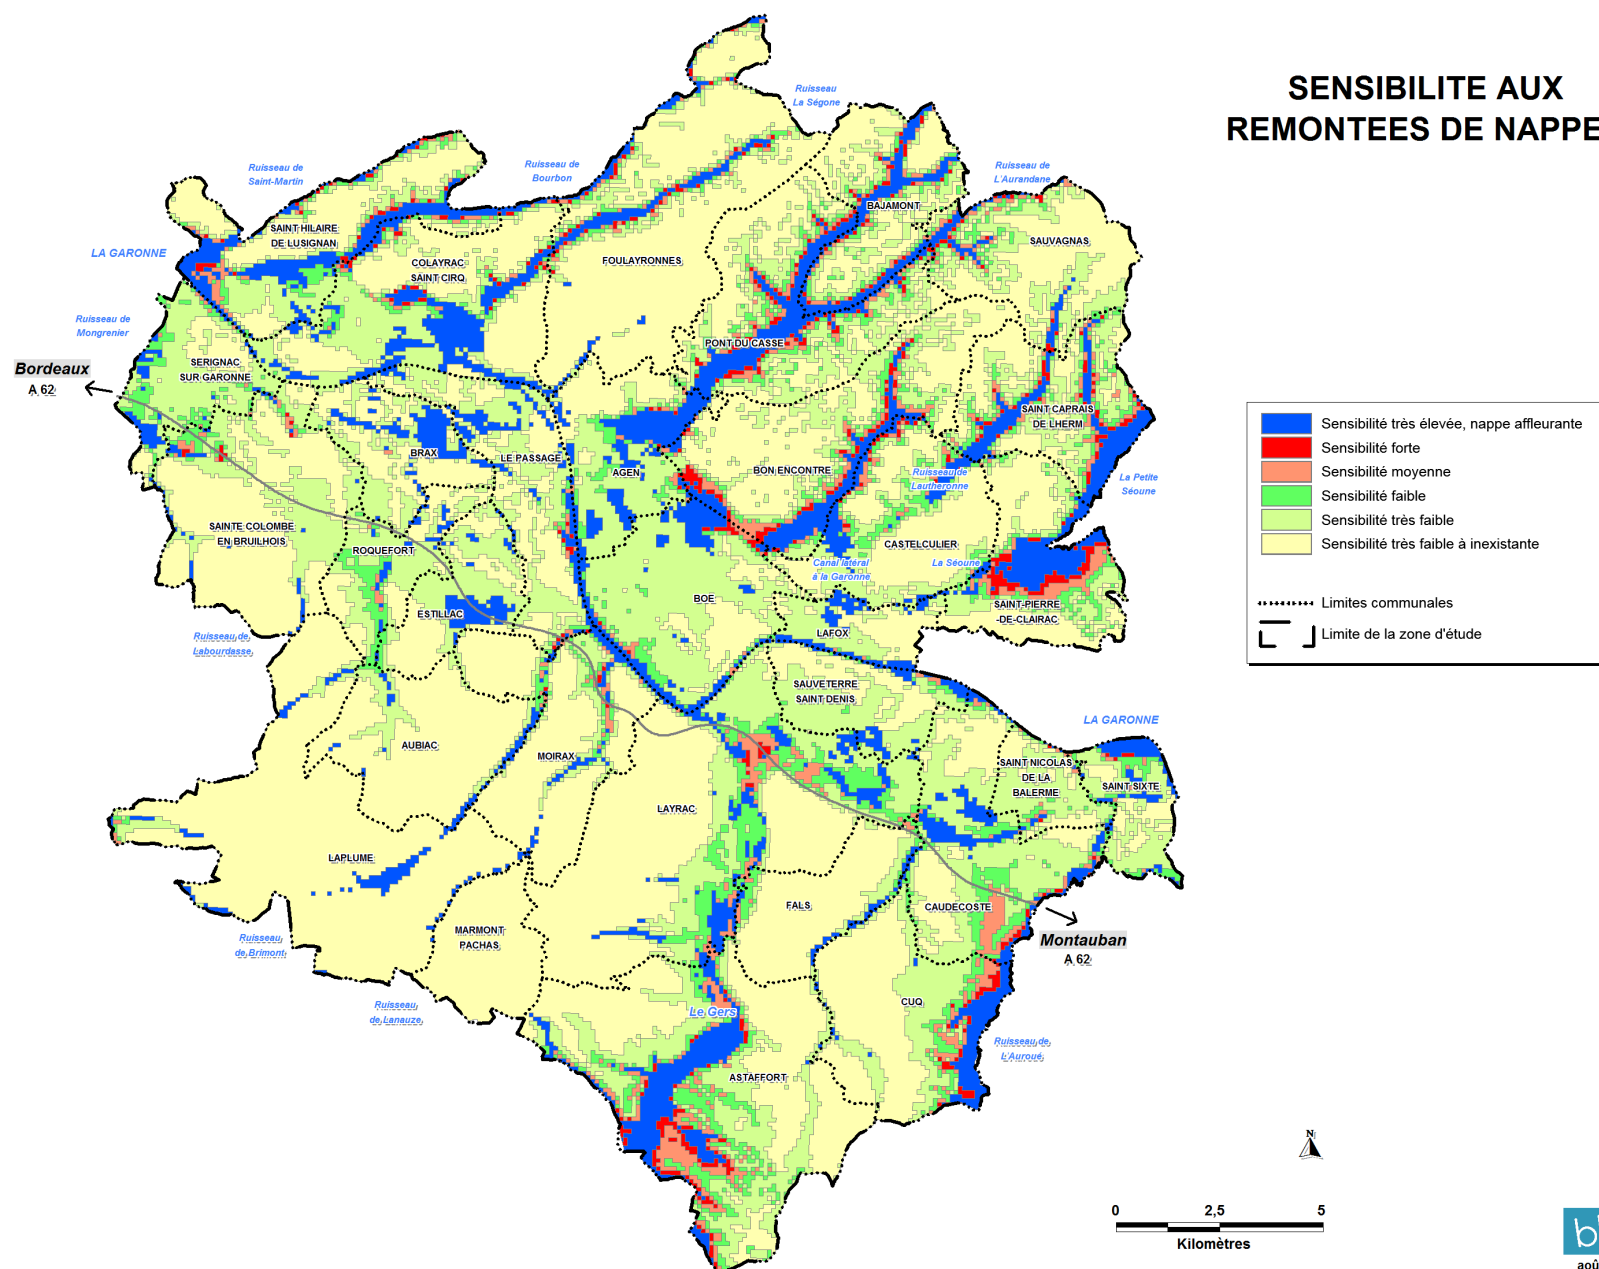 SENSIBILITE AUX
REMONTEES DE NAPPE
Ruisseau
La Ségone
Ruisseau de
Saint-Martin
Ruisseau de
Bourbon
Ruisseau de
L'Aurandane
BAJAMONT
SAINT HILAIRE
DE LUSIGNAN
SAUVAGNAS
LA GARONNE
COLAYRAC
SAINT CIRQ
FOULAYRONNES
Ruisseau de
Mongrenier
PONT DU CASSE
SERIGNAC
SUR GARONNE
Bordeaux
A 62
SAINT CAPRAIS
DE LHERM
BRAX
LE PASSAGE
AGEN
BON ENCONTRE
Ruisseau de
Lautheronne
La Petite
Séoune
SAINTE COLOMBE
EN BRUILHOIS
ROQUEFORT
CASTELCULIER
Canal latéral
à la Garonne
La Séoune
ESTILLAC
BOE
SAINT-PIERRE
-DE-CLAIRAC
LAFOX
Ruisseau de
Labourdasse
SAUVETERRE
SAINT DENIS
LA GARONNE
AUBIAC
MOIRAX
SAINT NICOLAS
DE LA
BALERME
SAINT SIXTE
LAYRAC
LAPLUME
FALS
CAUDECOSTE
MARMONT
PACHAS
Ruisseau
de Brimont
Montauban
A 62
CUQ
Ruisseau
de Lanauze
Le Gers
Ruisseau de
L'Auroué
ASTAFFORT
Sensibilité très élevée, nappe affleurante
Sensibilité forte
Sensibilité moyenne
Sensibilité faible
Sensibilité très faible
Sensibilité très faible à inexistante
Limites communales
Limite de la zone d'étude
N
0 2,5 5
Kilomètres
b
aoû